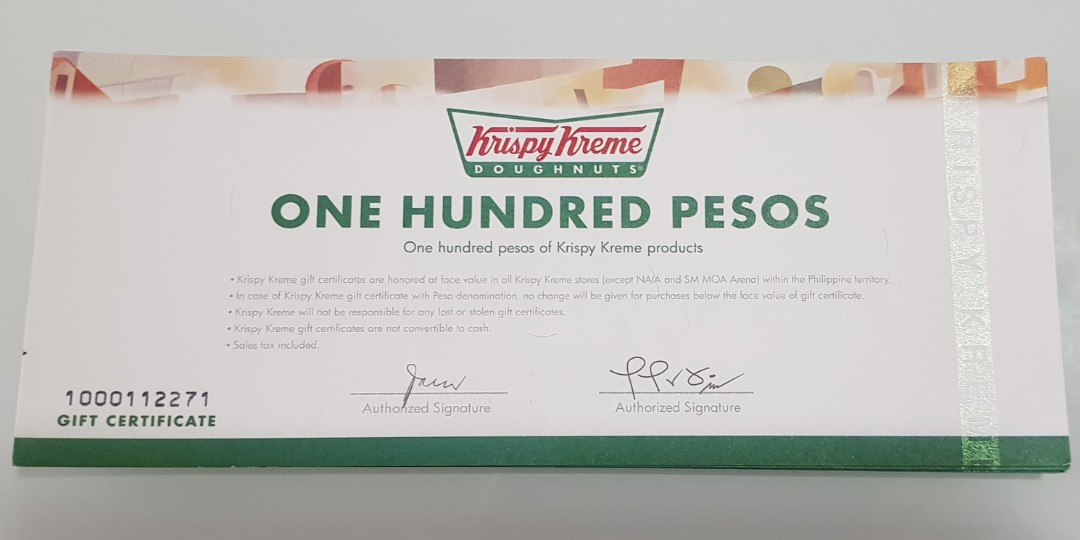 Krispy Kreme
DOUGHNUTS®
ONE HUNDRED PESOS
One hundred pesos of Krispy Kreme products
• Krispy Kreme gift certificates are honored at face value in all Krispy Kreme stores (except NAIA and SM MOA Arena) within the Philippine territory.
• In case of Krispy Kreme gift certificate with Peso denomination, no change will be given for purchases below the face value of gift certificate.
• Krispy Kreme will not be responsible for any lost or stolen gift certificates.
• Krispy Kreme gift certificates are not convertible to cash.
• Sales tax included.
1000112271
GIFT CERTIFICATE
Authorized Signature
Authorized Signature